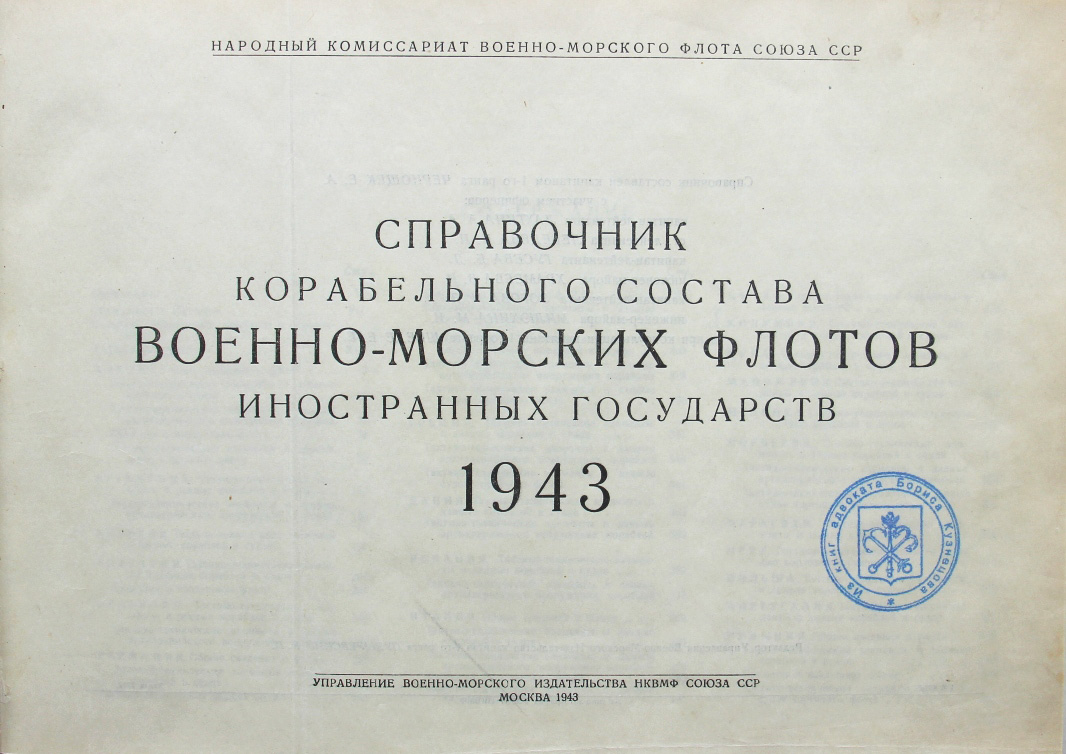 НАРОДНЫЙ КОМИССАРИАТ ВОЕННО-МОРСКОГО ФЛОТА СОЮЗА ССР
СПРАВОЧНИК
КОРАБЕЛЬНОГО СОСТАВА
ВОЕННО-МОРСКИХ ФЛОТОВ
ИНОСТРАННЫХ ГОСУДАРСТВ
1943
Из книг адвоката Бориса Кузнецова *
УПРАВЛЕНИЕ ВОЕННО-МОРСКОГО ИЗДАТЕЛЬСТВА НКВМФ СОЮЗА ССР
МОСКВА 1943